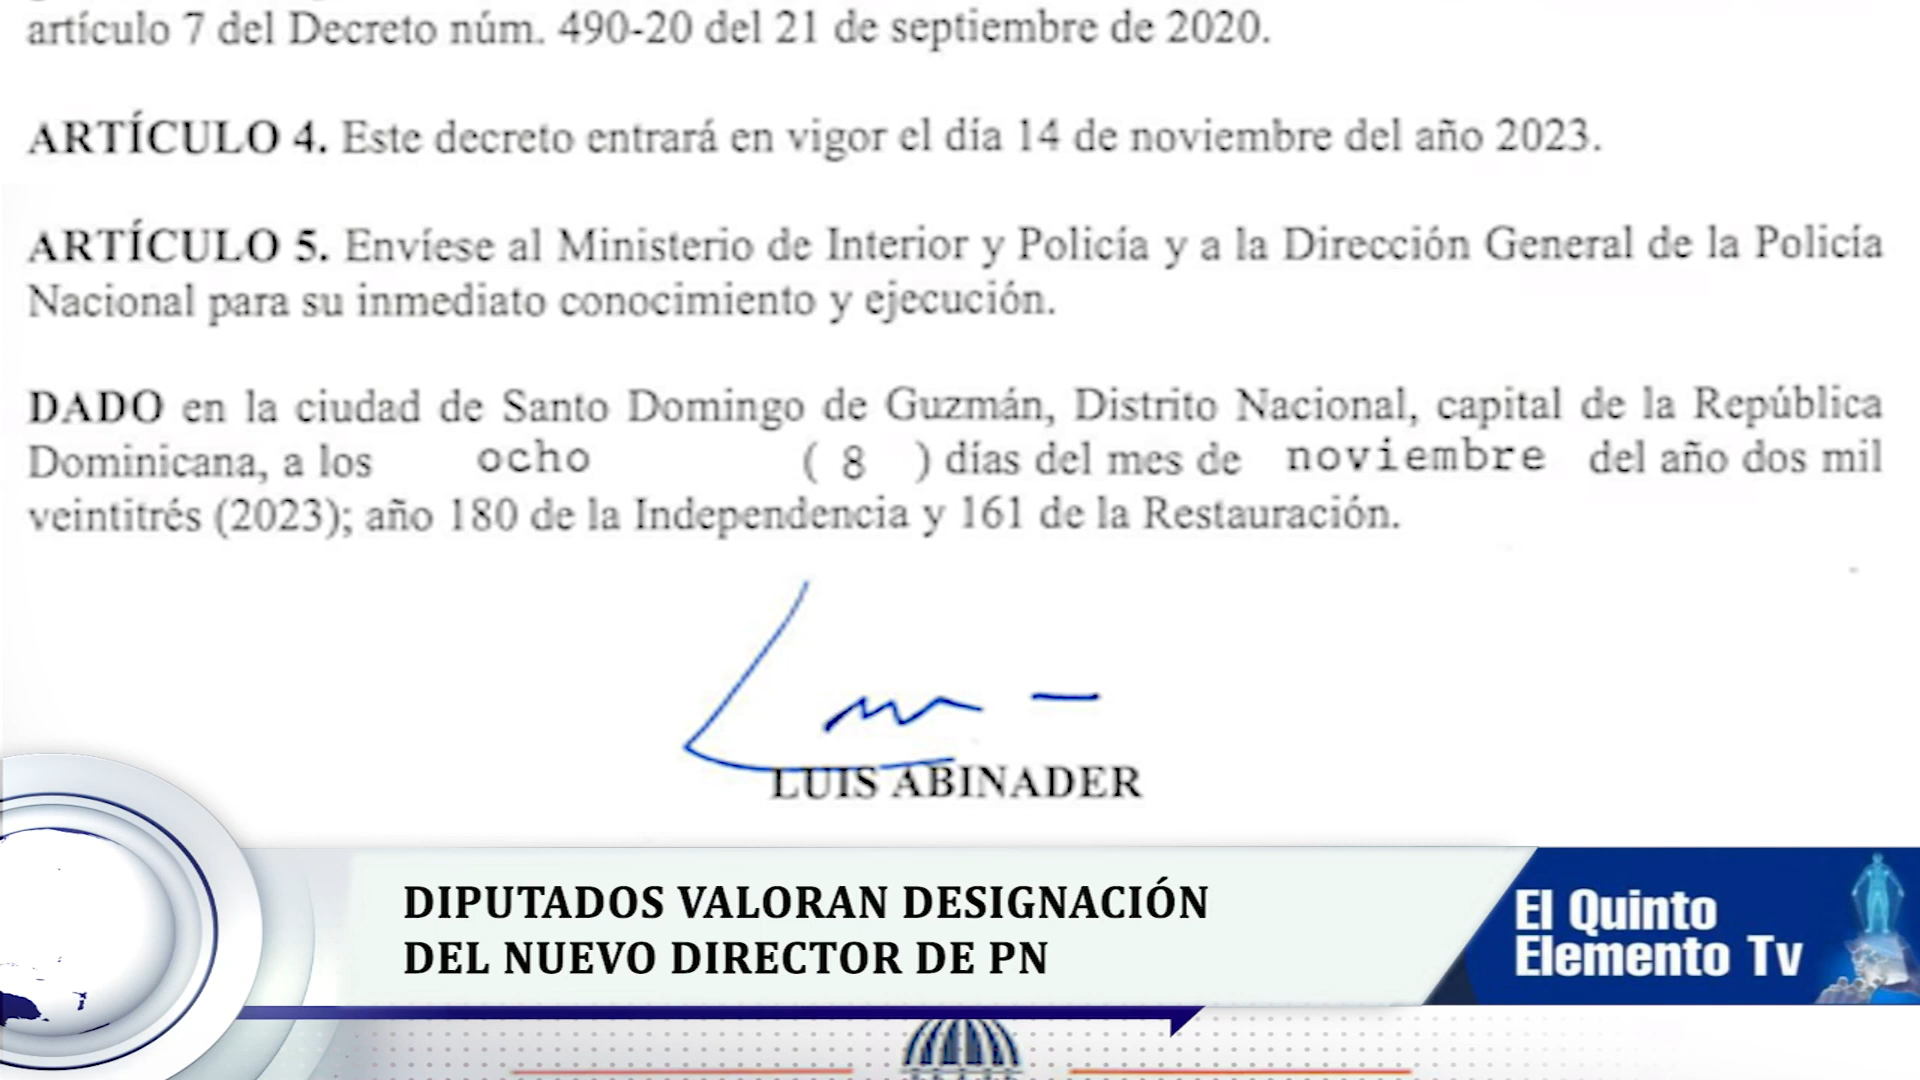 artículo 7 del Decreto núm. 490-20 del 21 de septiembre de 2020.
ARTÍCULO 4. Este decreto entrará en vigor el día 14 de noviembre del año 2023.
ARTÍCULO 5. Envíese al Ministerio de Interior y Policía y a la Dirección General de la Policía
Nacional para su inmediato conocimiento y ejecución.
DADO en la ciudad de Santo Domingo de Guzmán, Distrito Nacional, capital de la República
Dominicana, a los ocho ( 8 ) días del mes de noviembre del año dos mil
veintitrés (2023); año 180 de la Independencia y 161 de la Restauración.
LUIS ABINADER
DIPUTADOS VALORAN DESIGNACIÓN
DEL NUEVO DIRECTOR DE PN
El Quinto
Elemento Tv